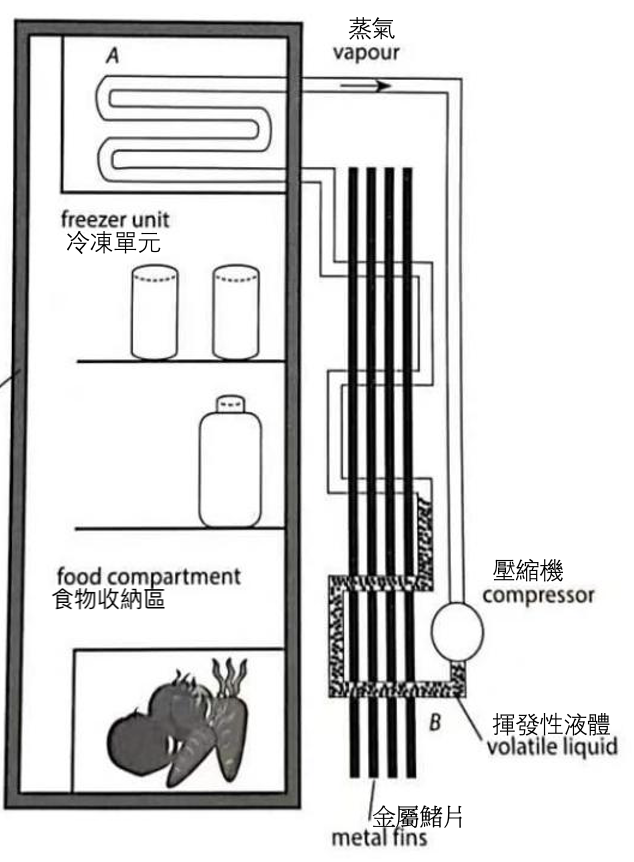 蒸氣
vapour
A
freezer unit
冷凍單元
food compartment
食物收納區
壓縮機
compressor
B
揮發性液體
volatile liquid
金屬鰭片
metal fins